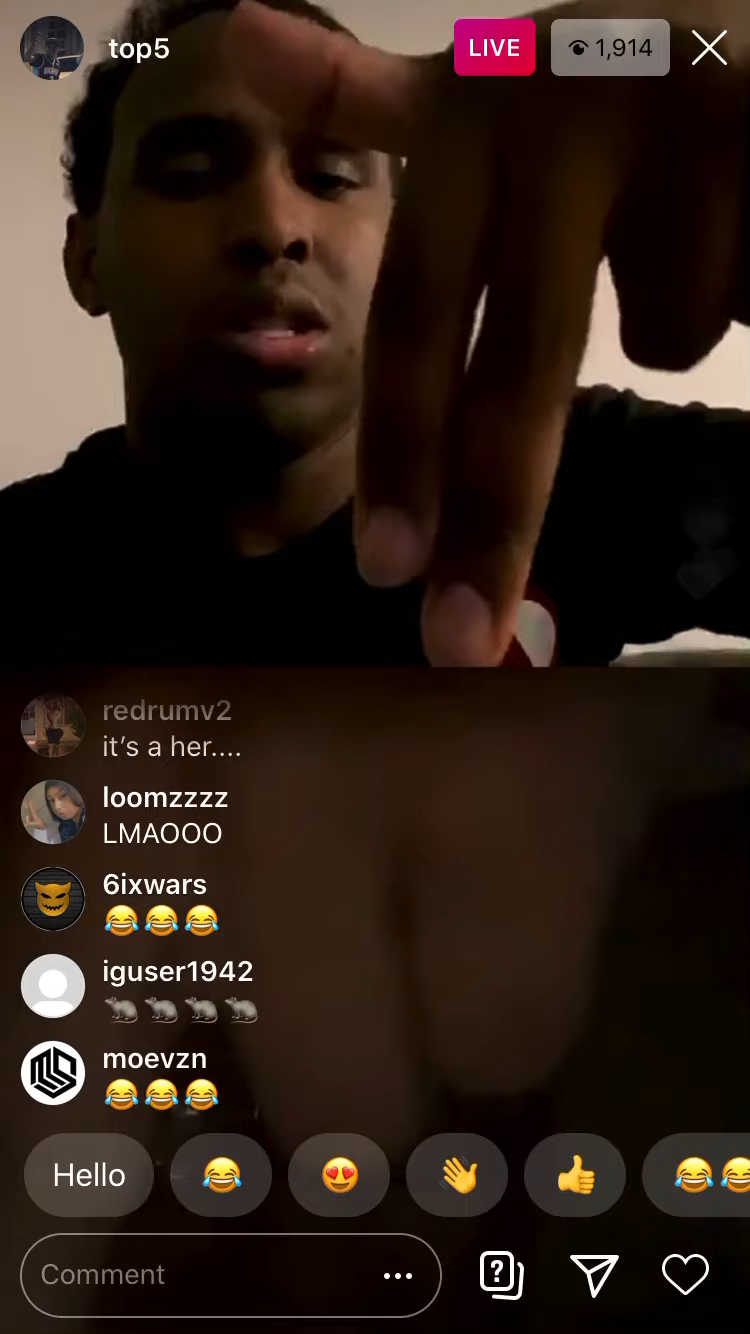 top5
LIVE
1,914
redrumv2
it's a her....
loomzzzz
LMAOOO
6ixwars
😂😂😂
iguser1942
🐀🐀🐀🐀
moevzn
😂😂😂
Hello 😂 😍 👋 👍 😂😂
Comment